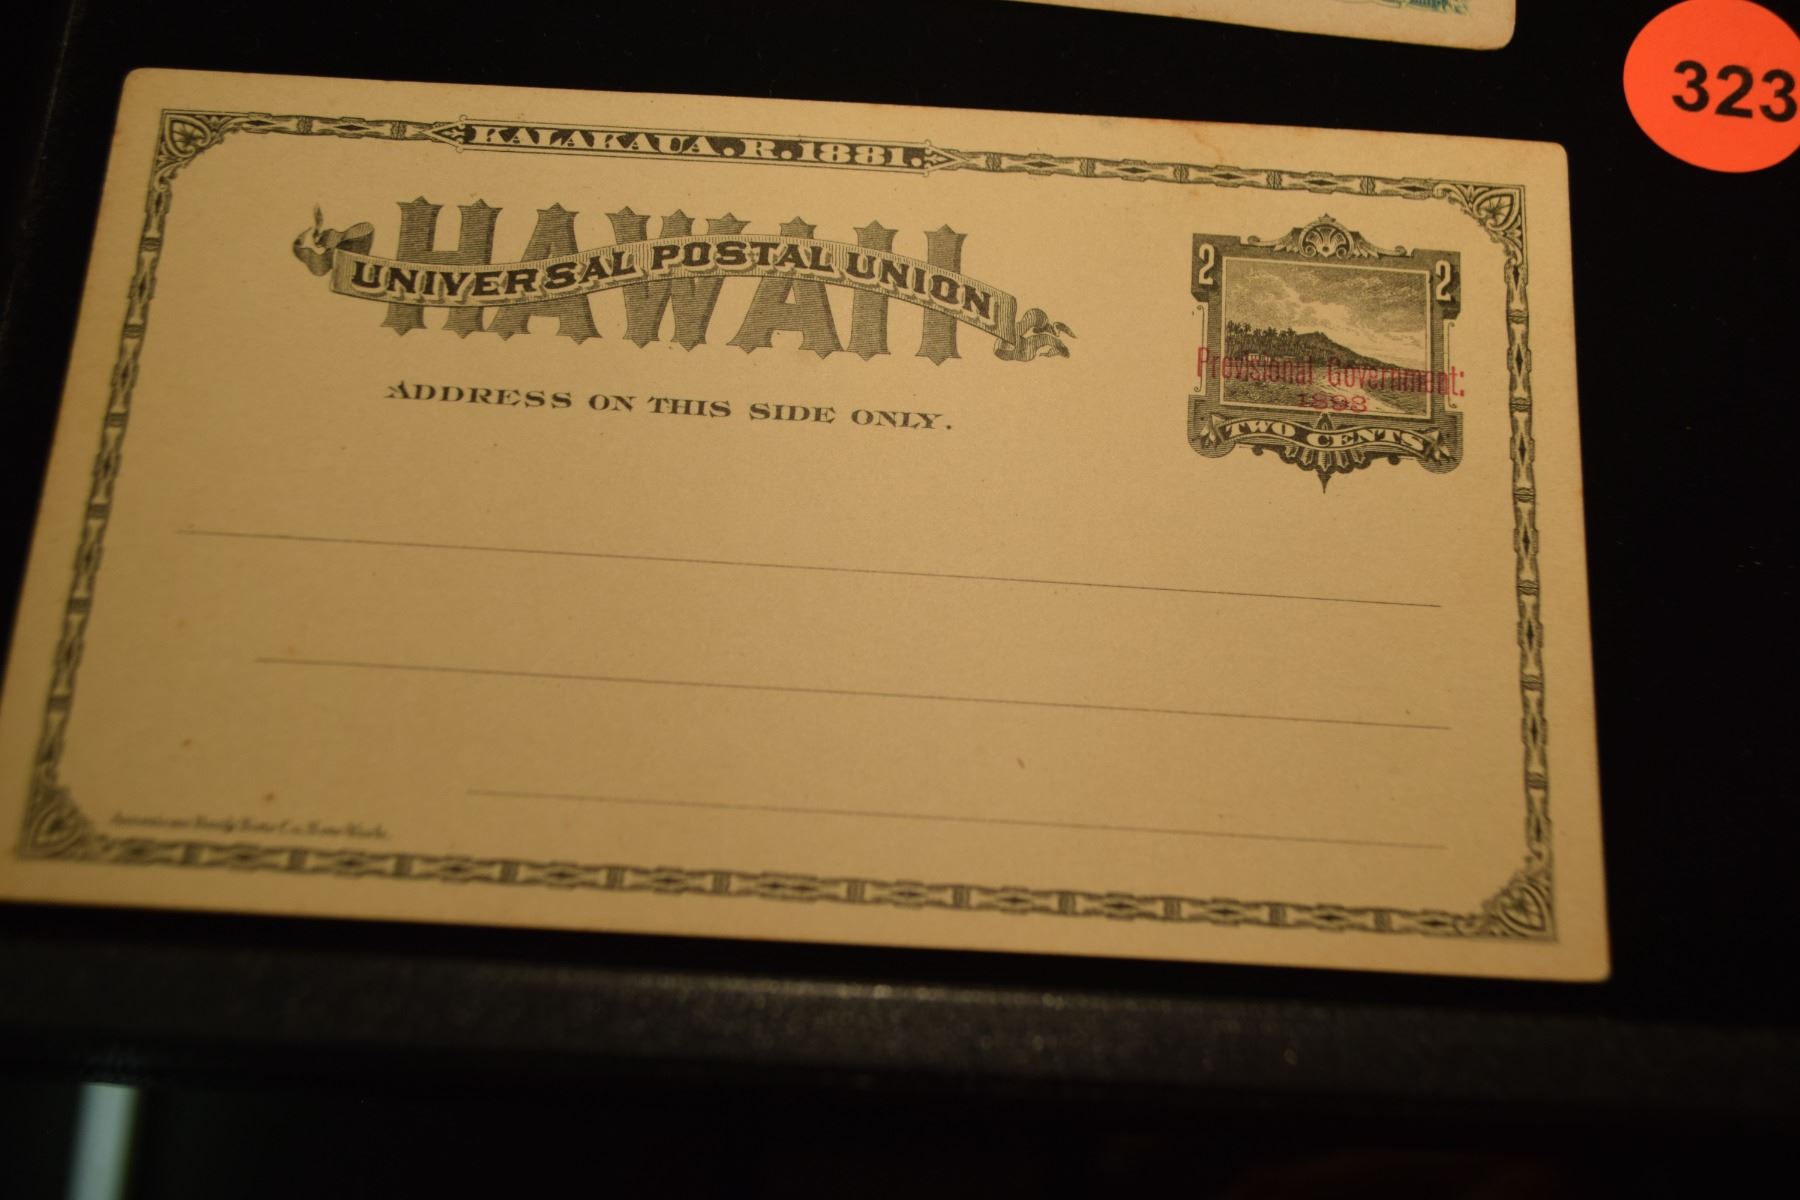 323
KALAKAUA. R. 1881.
HAWAII
UNIVERSAL POSTAL UNION
ADDRESS ON THIS SIDE ONLY.
2 2
Provisional Government:
1893
TWO CENTS